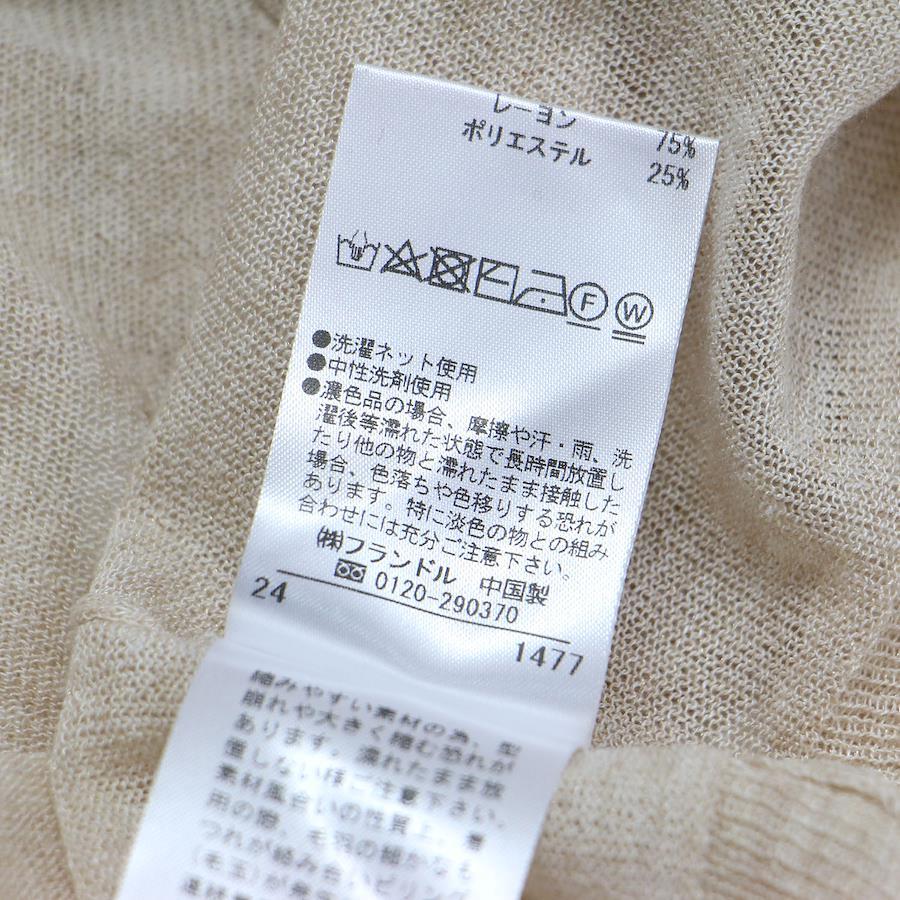 レーヨン 75%
ポリエステル 25%
F W
●洗濯ネット使用
●中性洗剤使用
●濃色品の場合、摩擦や汗・雨、洗
濯後等濡れた状態で長時間放置し
たり他の物と濡れたまま接触した
場合、色落ちや色移りする恐れが
あります。特に淡色の物との組み
合わせには充分ご注意下さい。
㈱フランドル 中国製
0120-290370
24 1477
縮みやすい素材の為、型
崩れや大きく縮む恐れが
あります。濡れたまま放
置しない様ご注意下さい。
素材風合いの性質上、着
用の際、毛羽の細かなも
つれが絡み合いピリング
(毛玉)が発